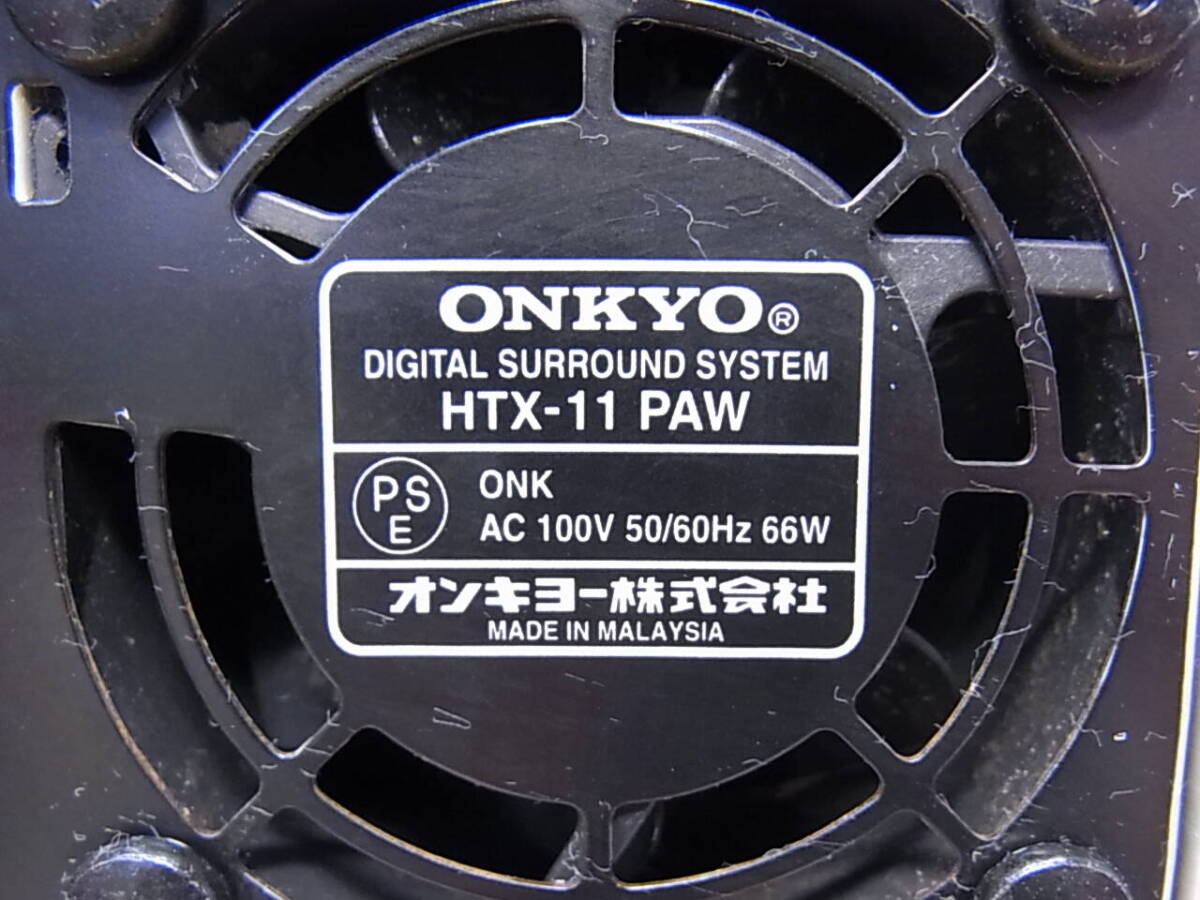 ONKYO®
DIGITAL SURROUND SYSTEM
HTX-11 PAW
PSE
ONK
AC 100V 50/60Hz 66W
オンキヨー株式会社
MADE IN MALAYSIA